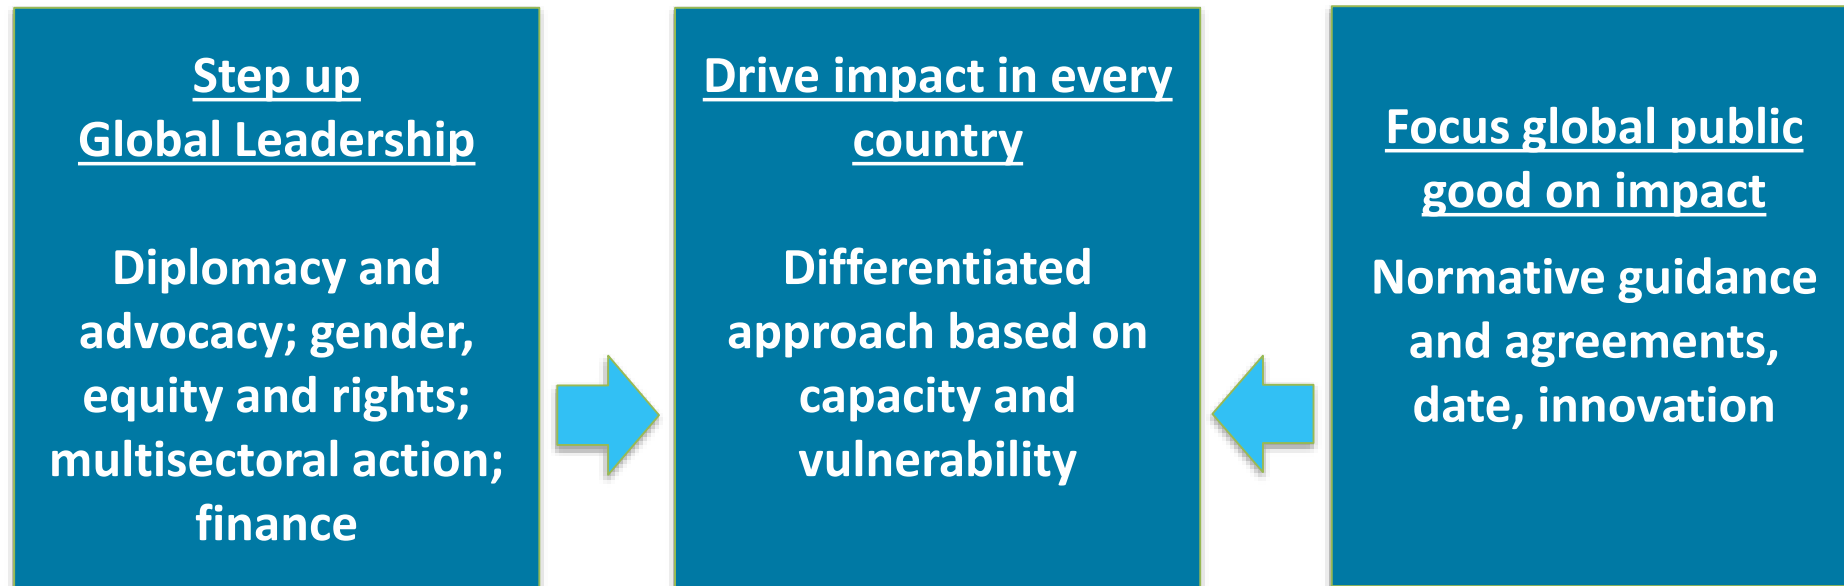 Step up
Global Leadership
Diplomacy and
advocacy; gender,
equity and rights;
multisectoral action;
finance
Drive impact in every
country
Differentiated
approach based on
capacity and
vulnerability
Focus global public
good on impact
Normative guidance
and agreements,
date, innovation